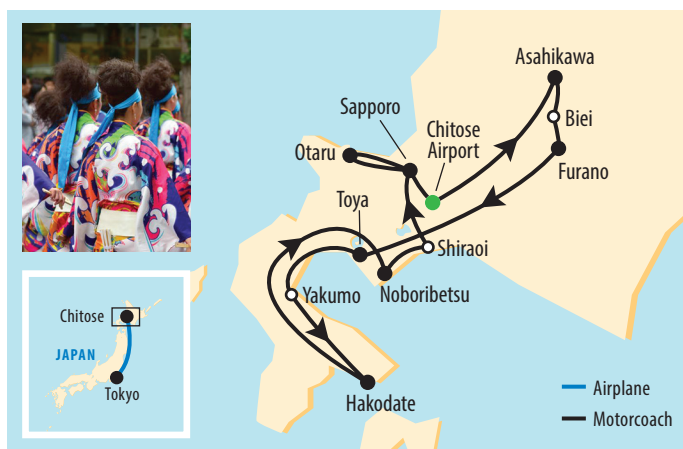 Asahikawa
Sapporo
Chitose
Airport
Biei
Otaru
Furano
Toya
Shiraoi
Noboribetsu
Yakumo
Hakodate
Chitose
JAPAN
Tokyo
Airplane
Motorcoach